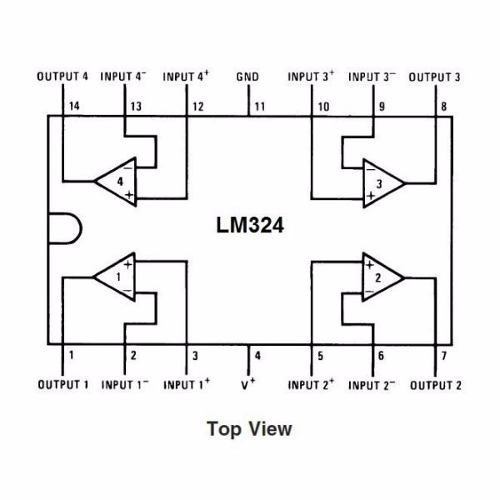 OUTPUT 4 INPUT 4− INPUT 4+ GND INPUT 3+ INPUT 3− OUTPUT 3
14 13 12 11 10 9 8
− −
4 3
+ +
LM324
+ +
1 2
− −
1 2 3 4 5 6 7
OUTPUT 1 INPUT 1− INPUT 1+ V+ INPUT 2+ INPUT 2− OUTPUT 2
Top View